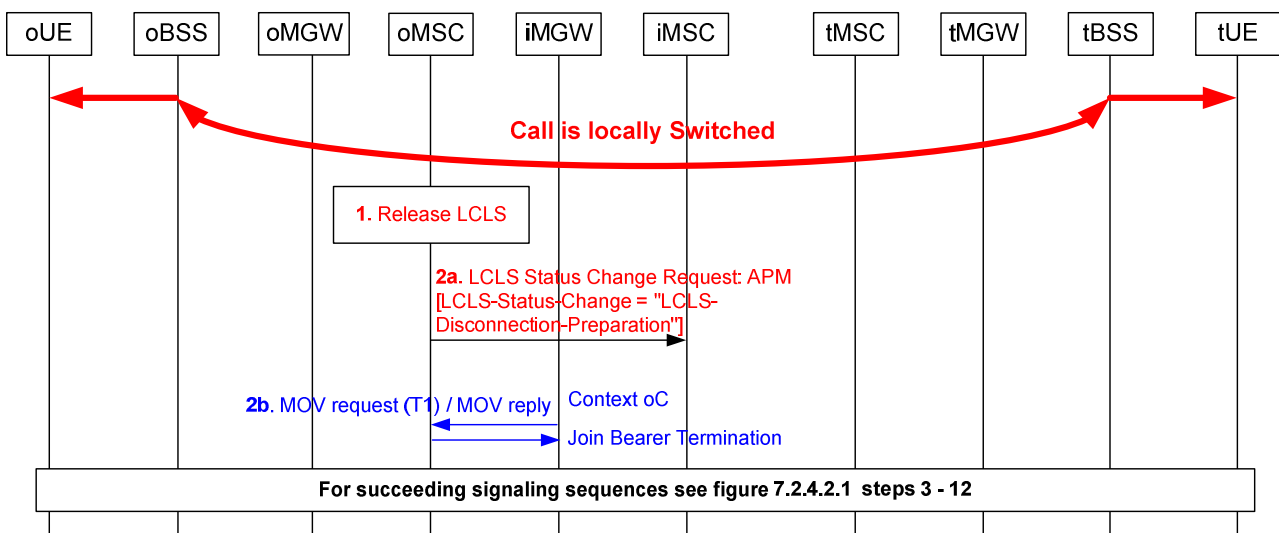 oUE oBSS oMGW oMSC iMGW iMSC tMSC tMGW tBSS tUE
Call is locally Switched
1. Release LCLS
2a. LCLS Status Change Request: APM
[LCLS-Status-Change = "LCLS-
Disconnection-Preparation"]
2b. MOV request (T1) / MOV reply
Context oC
Join Bearer Termination
For succeeding signaling sequences see figure 7.2.4.2.1 steps 3 - 12